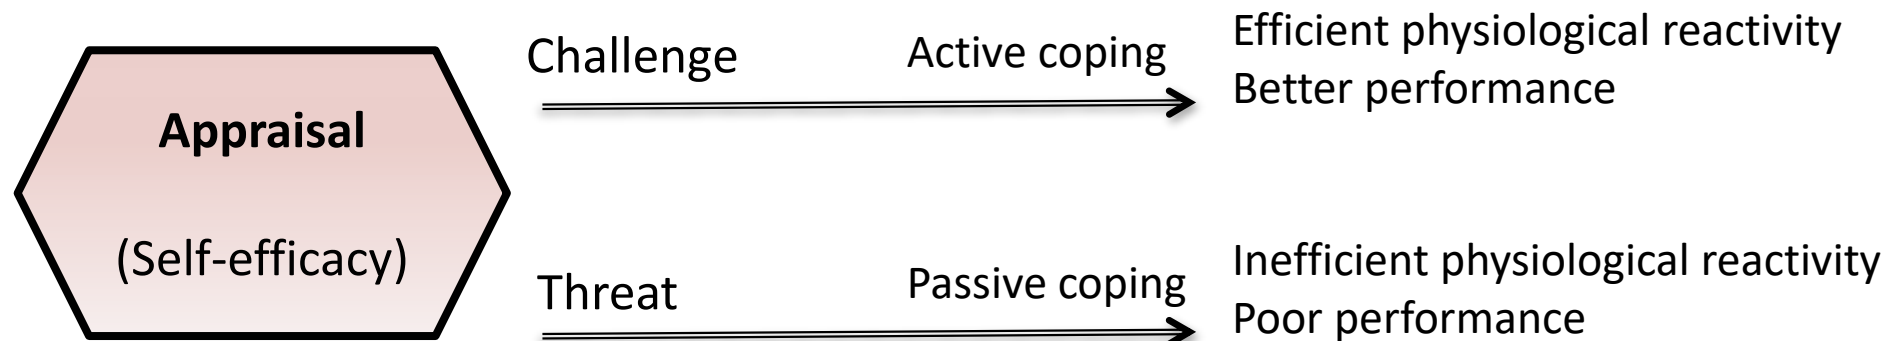 Appraisal
(Self-efficacy)
Challenge
Active coping
Efficient physiological reactivity
Better performance
Threat
Passive coping
Inefficient physiological reactivity
Poor performance